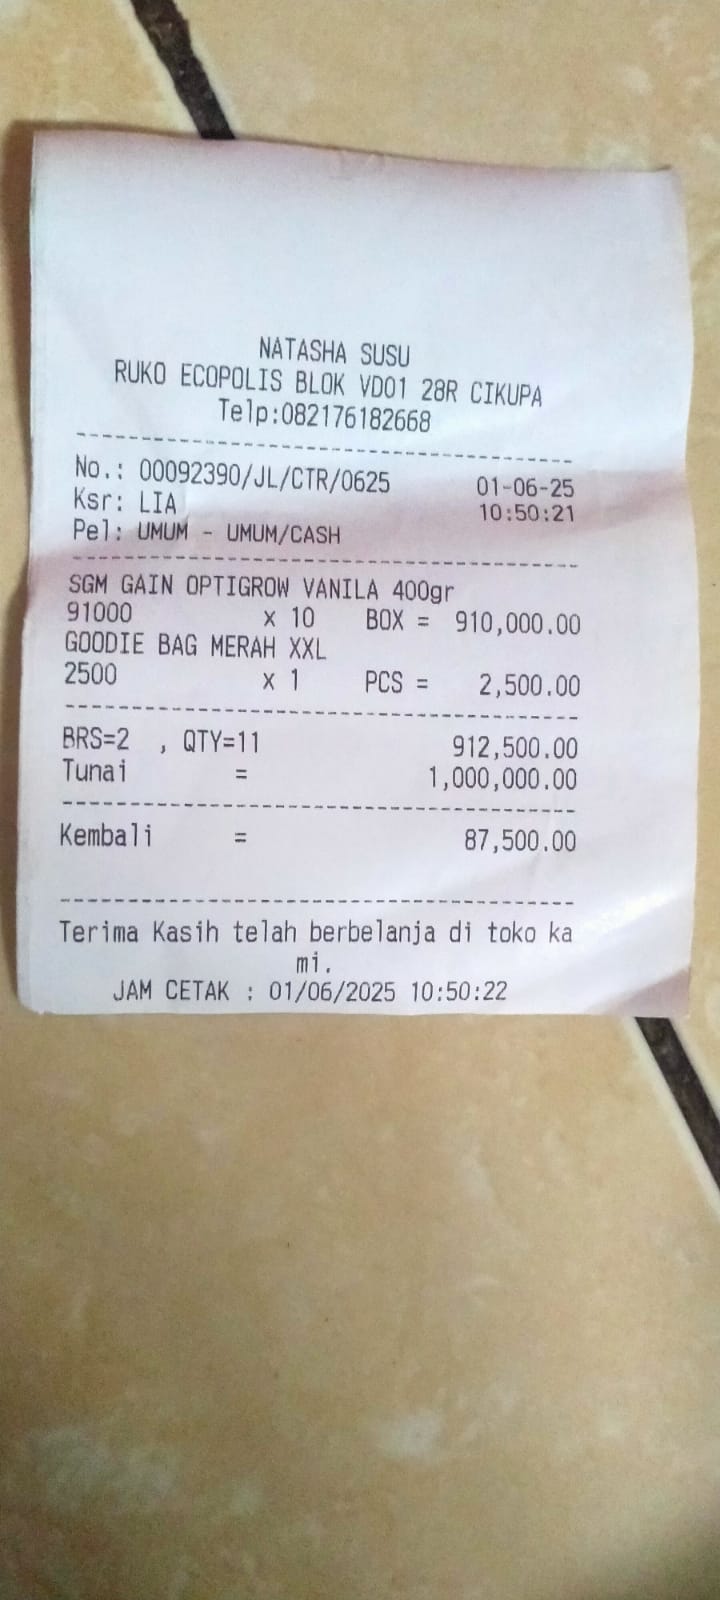 NATASHA SUSU
RUKO ECOPOLIS BLOK VD01 28R CIKUPA
Telp:082176182668
No.: 00092390/JL/CTR/0625 01-06-25
Ksr: LIA 10:50:21
Pel: UMUM - UMUM/CASH
SGM GAIN OPTIGROW VANILA 400gr
91000 x 10 BOX = 910,000.00
GOODIE BAG MERAH XXL
2500 x 1 PCS = 2,500.00
BRS=2 , QTY=11 912,500.00
Tunai = 1,000,000.00
Kembali = 87,500.00
Terima Kasih telah berbelanja di toko ka
mi.
JAM CETAK : 01/06/2025 10:50:22